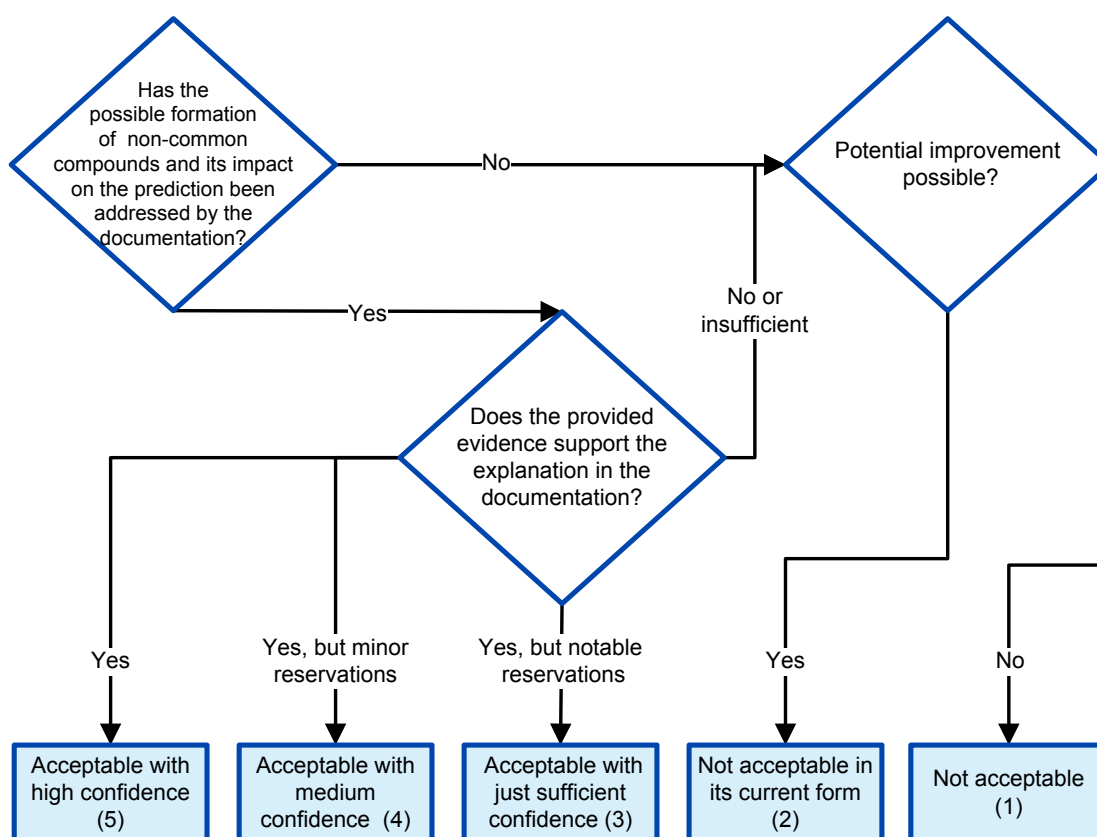 Has the
possible formation
of non-common
compounds and its impact
on the prediction been
addressed by the
documentation?
No
Potential improvement
possible?
Yes
No or
insufficient
Does the provided
evidence support the
explanation in the
documentation?
Yes
Yes, but minor
reservations
Yes, but notable
reservations
Yes
No
Acceptable with
high confidence
(5)
Acceptable with
medium
confidence (4)
Acceptable with
just sufficient
confidence (3)
Not acceptable in
its current form
(2)
Not acceptable
(1)